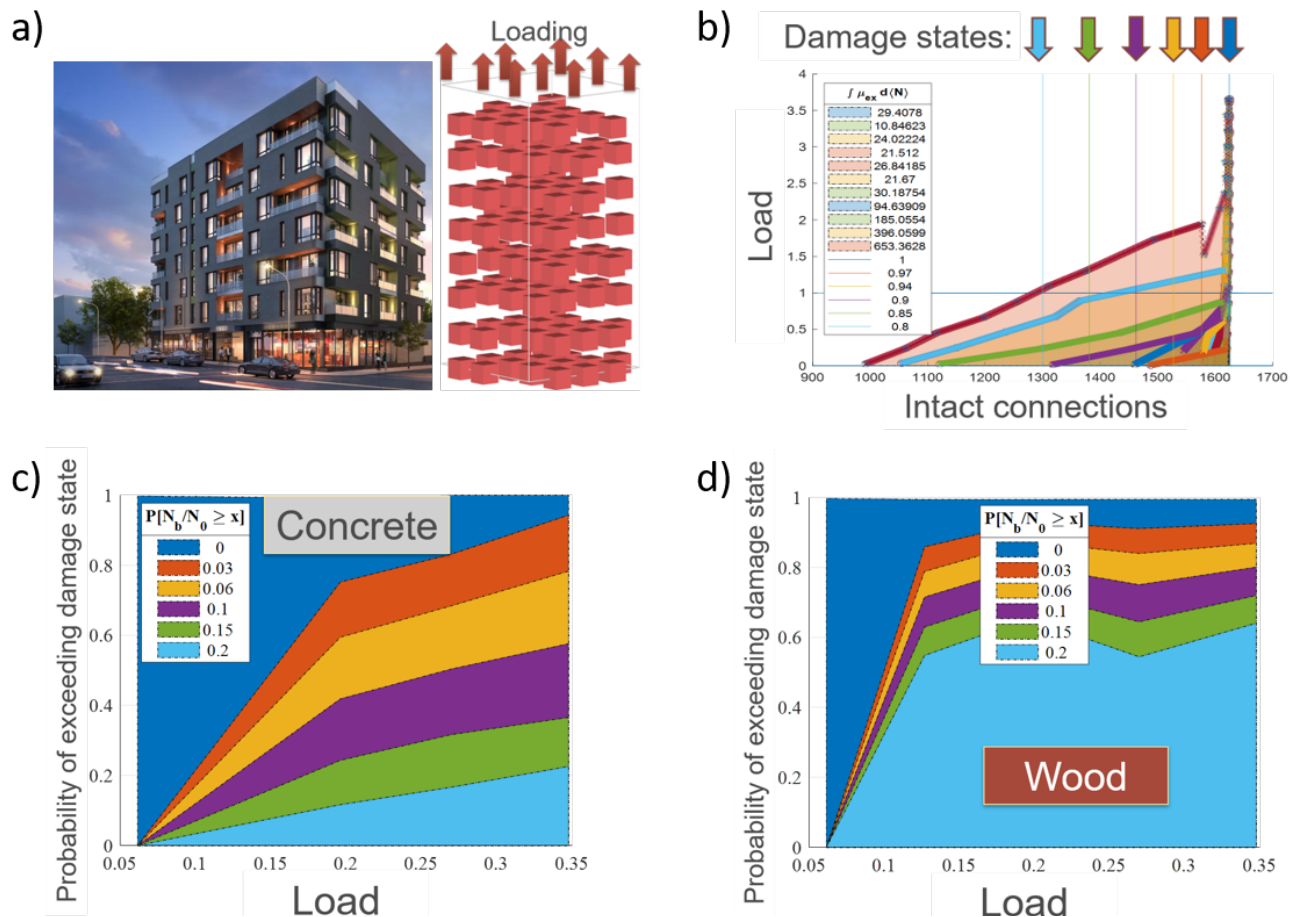 a)
Loading
b)
Damage states:
Load
4
3.5
3
2.5
2
1.5
1
0.5
0
∫ μ_ex d⟨N⟩
29.4078
10.84623
24.02224
21.512
26.84185
21.67
30.18754
94.63909
185.0554
396.0599
653.3628
1
0.97
0.94
0.9
0.85
0.8
900 1000 1100 1200 1300 1400 1500 1600 1700
Intact connections
c)
Probability of exceeding damage state
1
0.8
0.6
0.4
0.2
0
P[N_b/N_0 ≥ x]
0
0.03
0.06
0.1
0.15
0.2
Concrete
0.05 0.1 0.15 0.2 0.25 0.3 0.35
Load
d)
Probability of exceeding damage state
1
0.8
0.6
0.4
0.2
0
P[N_b/N_0 ≥ x]
0
0.03
0.06
0.1
0.15
0.2
Wood
0.05 0.1 0.15 0.2 0.25 0.3 0.35
Load